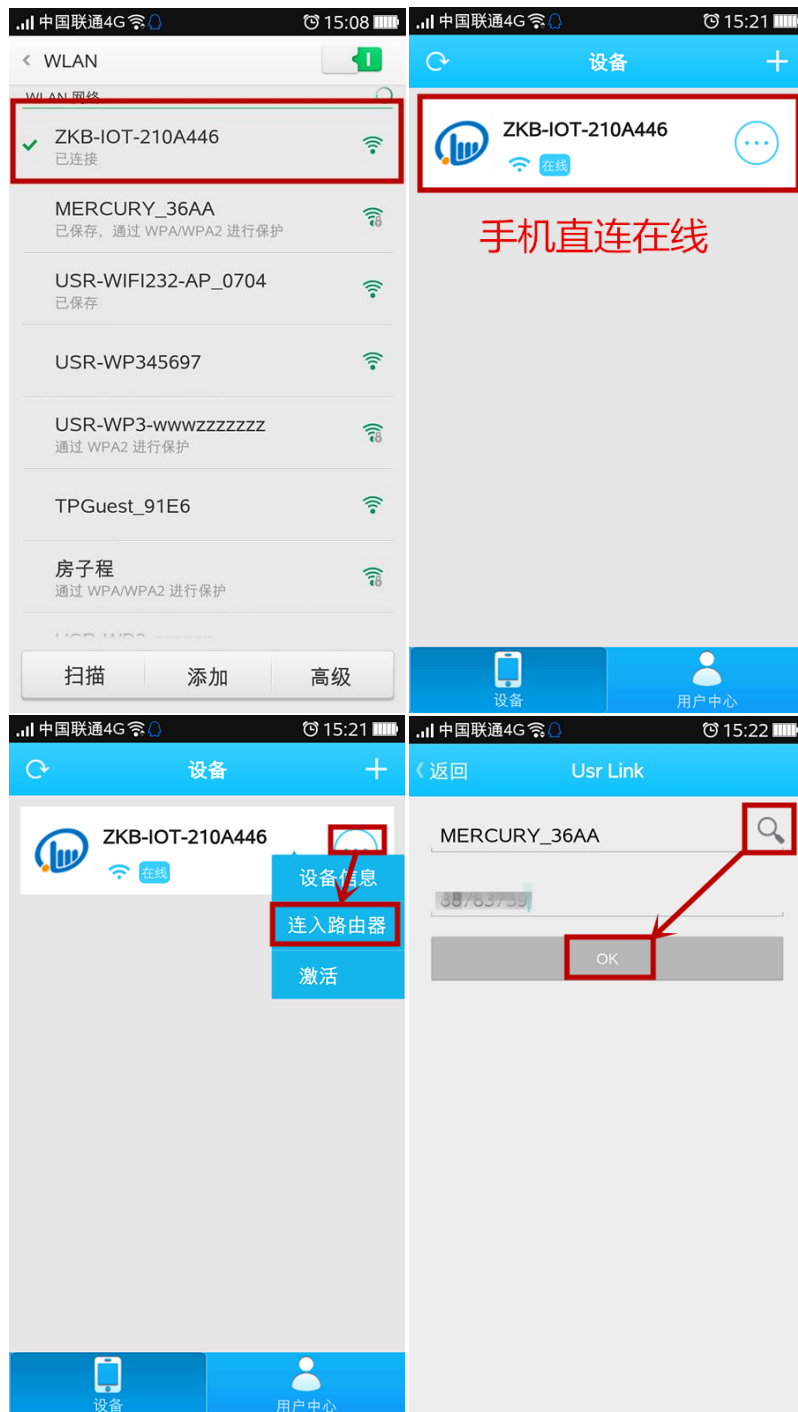 中国联通4G
15:08
WLAN
WLAN 网络
ZKB-IOT-210A446
已连接
MERCURY_36AA
已保存，通过 WPA/WPA2 进行保护
USR-WIFI232-AP_0704
已保存
USR-WP345697
USR-WP3-wwwzzzzzzz
通过 WPA2 进行保护
TPGuest_91E6
房子程
通过 WPA/WPA2 进行保护
扫描 添加 高级
中国联通4G
15:21
设备
ZKB-IOT-210A446
在线
手机直连在线
设备 用户中心
中国联通4G
15:21
设备
ZKB-IOT-210A446
在线
设备信息
连入路由器
激活
设备 用户中心
中国联通4G
15:22
返回 Usr Link
MERCURY_36AA
OK